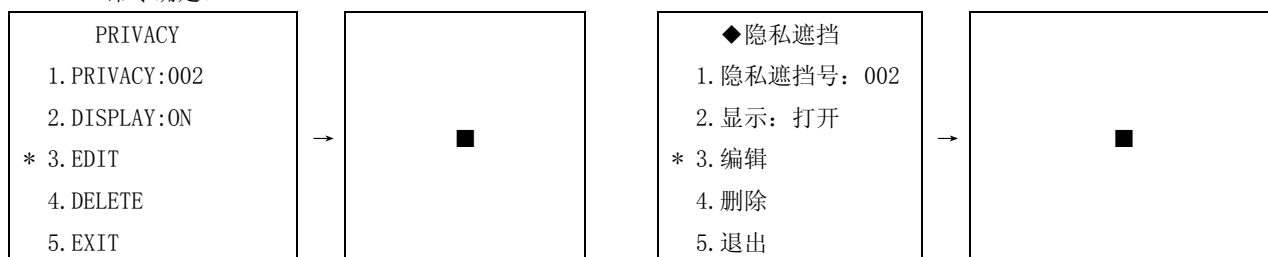 PRIVACY
1.PRIVACY:002
2.DISPLAY:ON
* 3.EDIT
4.DELETE
5.EXIT
→
■
◆隐私遮挡
1.隐私遮挡号：002
2.显示：打开
* 3.编辑
4.删除
5.退出
→
■